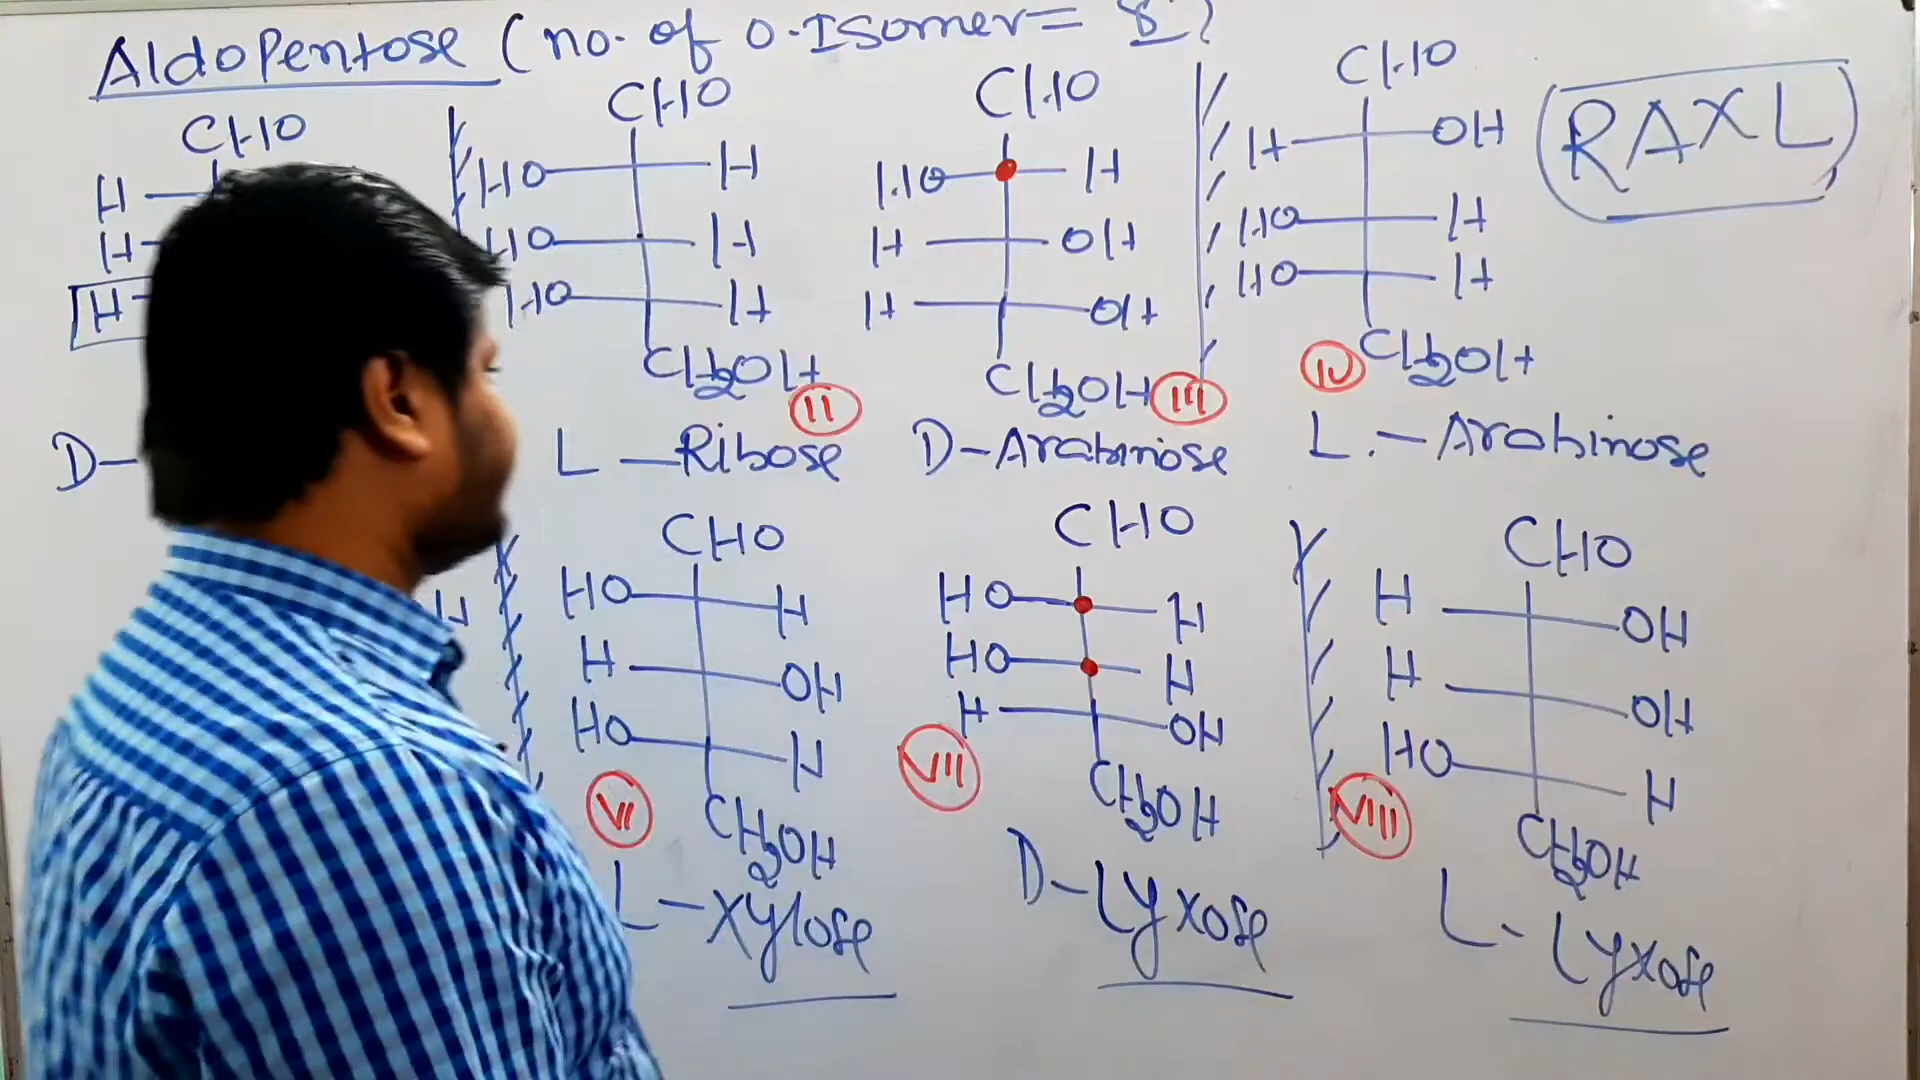 AldoPentose (no. of o.Isomer= 8)
CHO CHO CHO CHO RAXL
H HO H HO H H OH
H HO H H OH HO H
H HO H H OH HO H
CH2OH CH2OH CH2OH
II III IV
D- L-Ribose D-Arabinose L.-Arabinose
CHO CHO CHO
H HO H HO H H OH
H OH HO H H OH
HO H H OH HO H
CH2OH CH2OH CH2OH
VI VII VIII
L-xylose D-Lyxose L-Lyxose